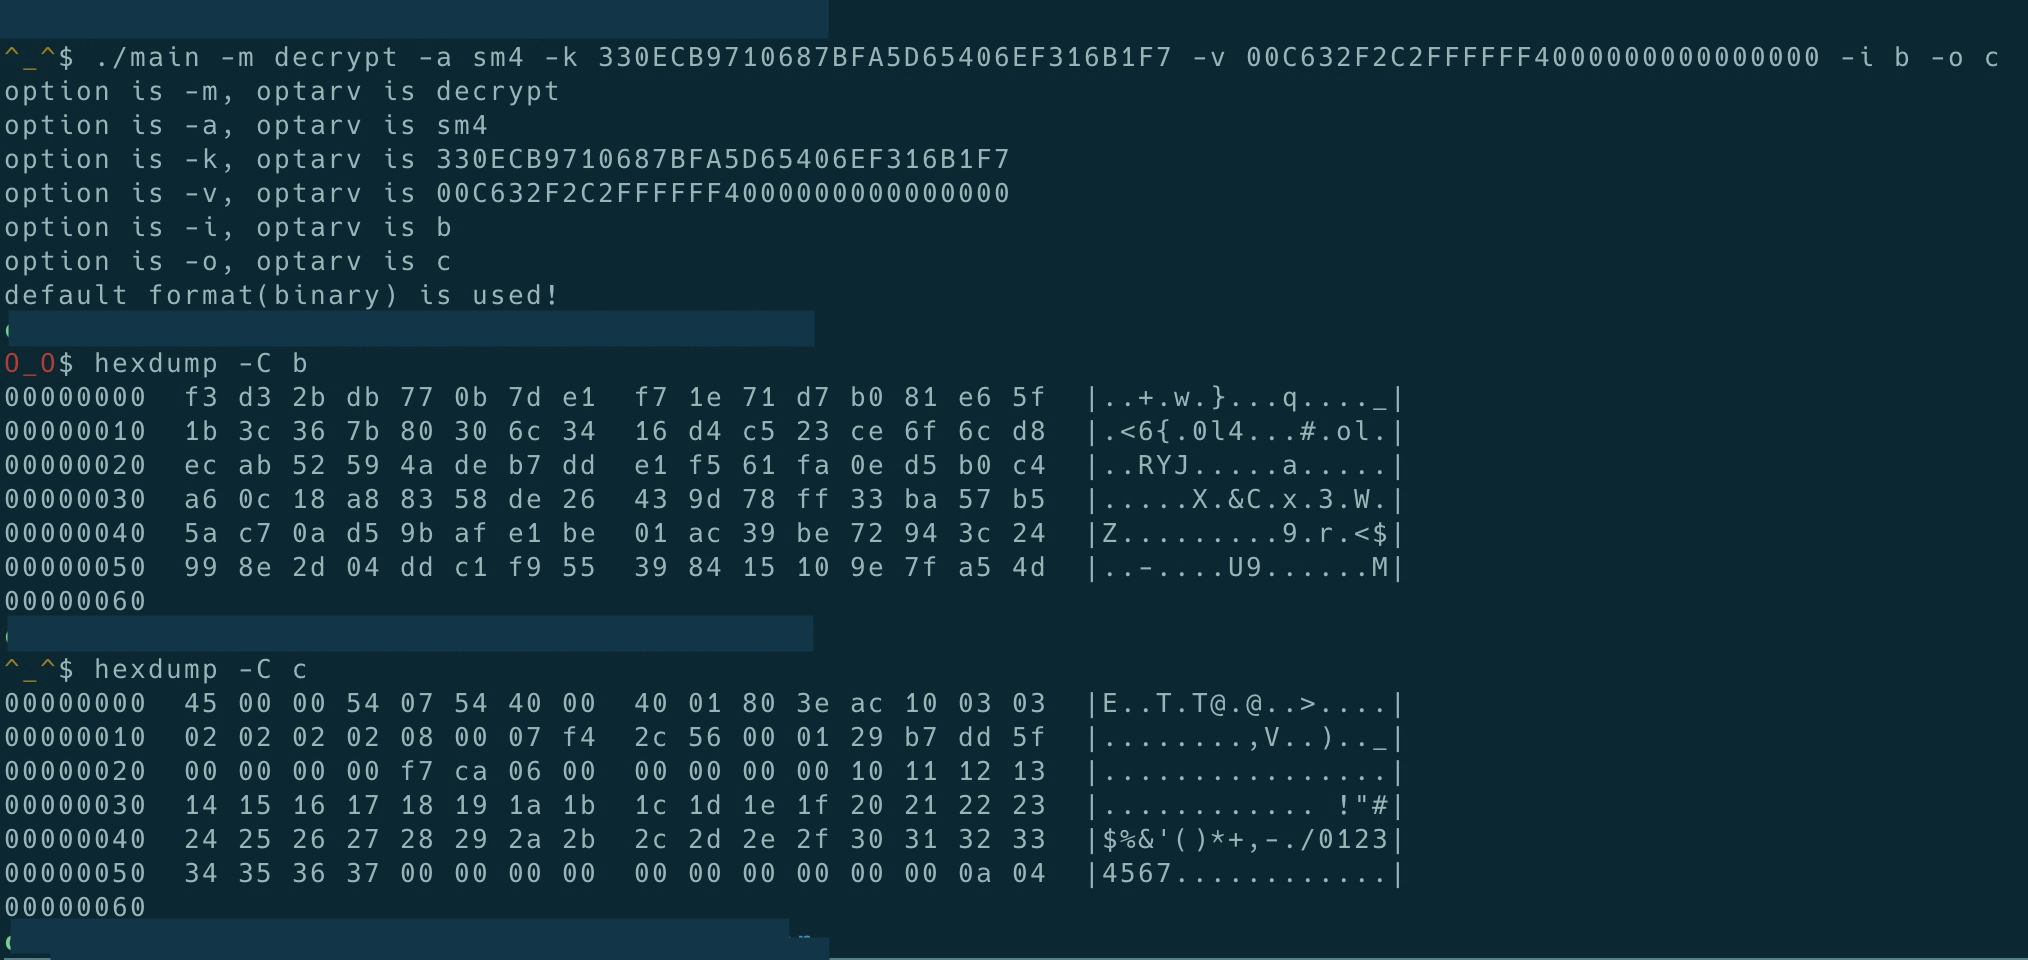 ^_^$ ./main -m decrypt -a sm4 -k 330ECB9710687BFA5D65406EF316B1F7 -v 00C632F2C2FFFFFF4000000000000000 -i b -o c
option is -m, optarv is decrypt
option is -a, optarv is sm4
option is -k, optarv is 330ECB9710687BFA5D65406EF316B1F7
option is -v, optarv is 00C632F2C2FFFFFF4000000000000000
option is -i, optarv is b
option is -o, optarv is c
default format(binary) is used!
O_O$ hexdump -C b
00000000  f3 d3 2b db 77 0b 7d e1  f7 1e 71 d7 b0 81 e6 5f  |..+.w.}...q...._|
00000010  1b 3c 36 7b 80 30 6c 34  16 d4 c5 23 ce 6f 6c d8  |.<6{.0l4...#.ol.|
00000020  ec ab 52 59 4a de b7 dd  e1 f5 61 fa 0e d5 b0 c4  |..RYJ.....a.....|
00000030  a6 0c 18 a8 83 58 de 26  43 9d 78 ff 33 ba 57 b5  |.....X.&C.x.3.W.|
00000040  5a c7 0a d5 9b af e1 be  01 ac 39 be 72 94 3c 24  |Z.........9.r.<$|
00000050  99 8e 2d 04 dd c1 f9 55  39 84 15 10 9e 7f a5 4d  |..-....U9......M|
00000060
^_^$ hexdump -C c
00000000  45 00 00 54 07 54 40 00  40 01 80 3e ac 10 03 03  |E..T.T@.@..>....|
00000010  02 02 02 02 08 00 07 f4  2c 56 00 01 29 b7 dd 5f  |........,V..).._|
00000020  00 00 00 00 f7 ca 06 00  00 00 00 00 10 11 12 13  |................|
00000030  14 15 16 17 18 19 1a 1b  1c 1d 1e 1f 20 21 22 23  |............ !"#|
00000040  24 25 26 27 28 29 2a 2b  2c 2d 2e 2f 30 31 32 33  |$%&'()*+,-./0123|
00000050  34 35 36 37 00 00 00 00  00 00 00 00 00 00 0a 04  |4567............|
00000060